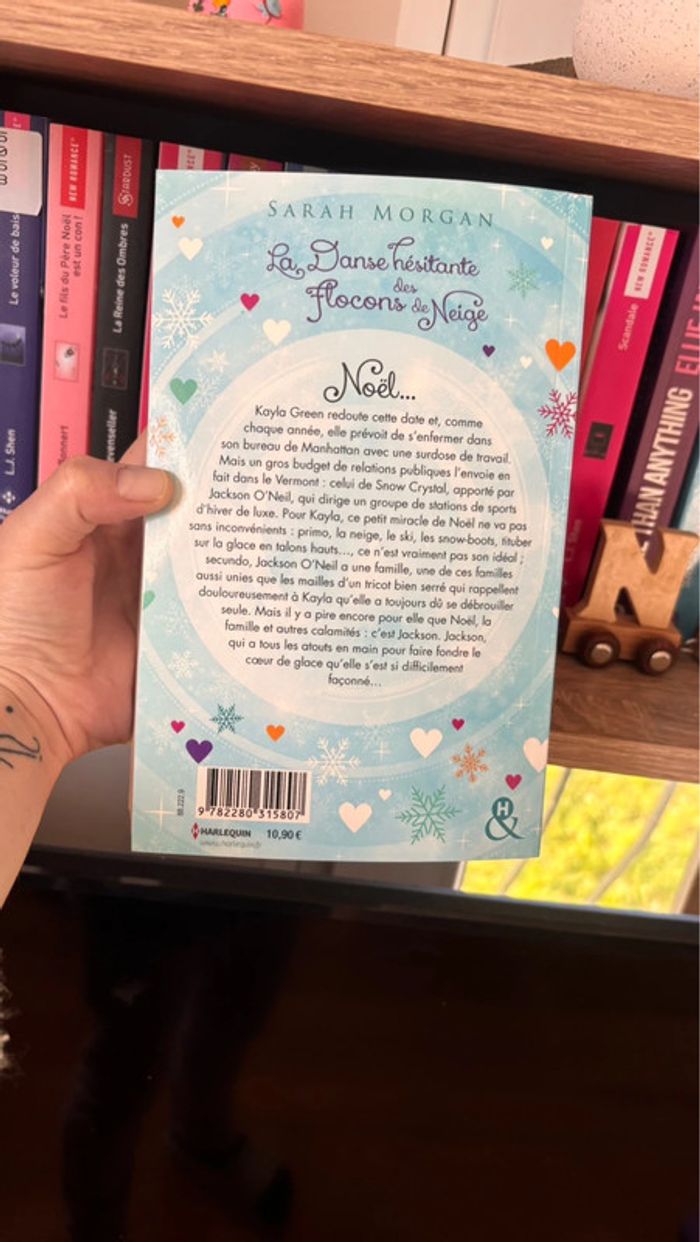 SARAH MORGAN
La Danse hésitante
des
Flocons de Neige
Noël...
Kayla Green redoute cette date et, comme
chaque année, elle prévoit de s'enfermer dans
son bureau de Manhattan avec une surdose de travail.
Mais un gros budget de relations publiques l'envoie en
fait dans le Vermont : celui de Snow Crystal, apporté par
Jackson O'Neil, qui dirige un groupe de stations de sports
d'hiver de luxe. Pour Kayla, ce petit miracle de Noël ne va pas
sans inconvénients : primo, la neige, le ski, les snow-boots, tituber
sur la glace en talons hauts..., ce n'est vraiment pas son idéal ;
secundo, Jackson O'Neil a une famille, une de ces familles
aussi unies que les mailles d'un tricot bien serré qui rappellent
douloureusement à Kayla qu'elle a toujours dû se débrouiller
seule. Mais il y a pire encore pour elle que Noël, la
famille et autres calamités : c'est Jackson. Jackson,
qui a tous les atouts en main pour faire fondre le
cœur de glace qu'elle s'est si difficilement
façonné...
9 782280 315807
HARLEQUIN 10,90 €
www.harlequin.fr
H&
Le voleur de bais
L.J. Shen
NEW ROMANCE
Le fils du Père Noël
est un con !
STARDUST
La Reine des Ombres
NEW ROMANCE
Scandale
THAN ANYTHING
N